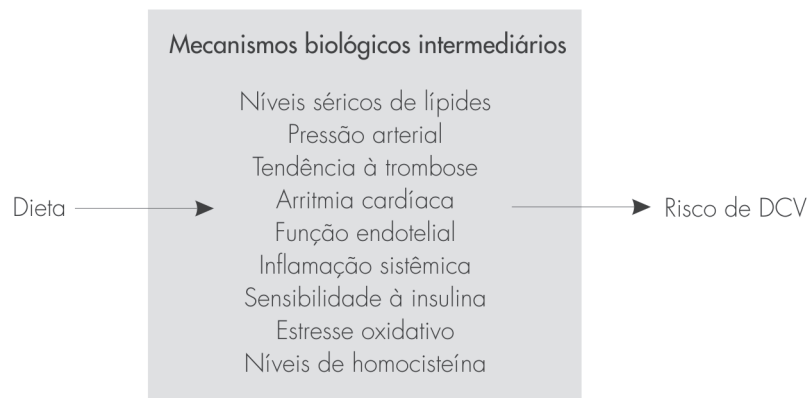 Mecanismos biológicos intermediários
Níveis séricos de lípides
Pressão arterial
Tendência à trombose
Dieta
Arritmia cardíaca
Risco de DCV
Função endotelial
Inflamação sistêmica
Sensibilidade à insulina
Estresse oxidativo
Níveis de homocisteína